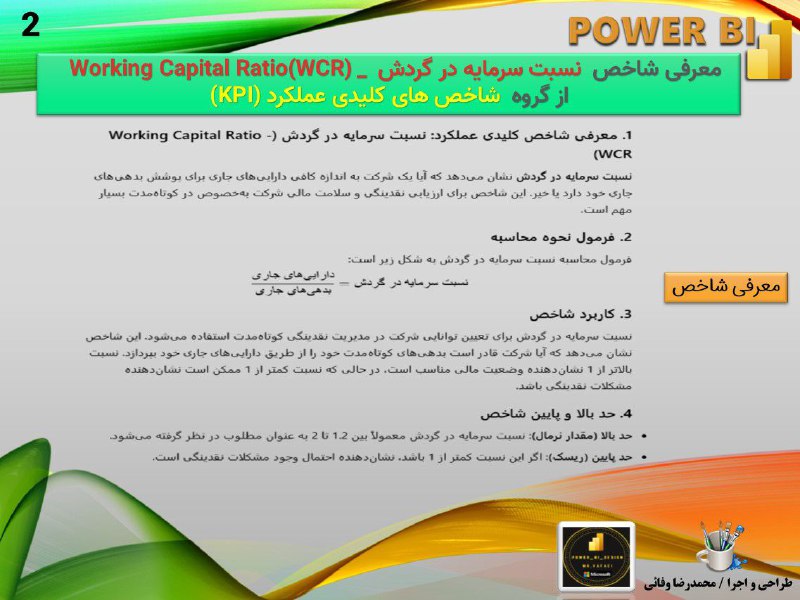 2
POWER BI
معرفی شاخص نسبت سرمایه در گردش _ Working Capital Ratio(WCR)
از گروه شاخص های کلیدی عملکرد (KPI)
1. معرفی شاخص کلیدی عملکرد: نسبت سرمایه در گردش (Working Capital Ratio -
WCR)
نسبت سرمایه در گردش نشان می‌دهد که آیا یک شرکت به اندازه کافی دارایی‌های جاری برای پوشش بدهی‌های
جاری خود دارد یا خیر. این شاخص برای ارزیابی نقدینگی و سلامت مالی شرکت به‌خصوص در کوتاه‌مدت بسیار
مهم است.
2. فرمول نحوه محاسبه
فرمول محاسبه نسبت سرمایه در گردش به شکل زیر است:
نسبت سرمایه در گردش = دارایی‌های جاری
بدهی‌های جاری
معرفی شاخص
3. کاربرد شاخص
نسبت سرمایه در گردش برای تعیین توانایی شرکت در مدیریت نقدینگی کوتاه‌مدت استفاده می‌شود. این شاخص
نشان می‌دهد که آیا شرکت قادر است بدهی‌های کوتاه‌مدت خود را از طریق دارایی‌های جاری خود بپردازد. نسبت
بالاتر از 1 نشان‌دهنده وضعیت مالی مناسب است، در حالی که نسبت کمتر از 1 ممکن است نشان‌دهنده
مشکلات نقدینگی باشد.
4. حد بالا و پایین شاخص
• حد بالا (مقدار نرمال): نسبت سرمایه در گردش معمولاً بین 1.2 تا 2 به عنوان مطلوب در نظر گرفته می‌شود.
• حد پایین (ریسک): اگر این نسبت کمتر از 1 باشد، نشان‌دهنده احتمال وجود مشکلات نقدینگی است.
POWER_BI_DESIGN
MR.VAFAEI
Microsoft
طراحی و اجرا / محمدرضا وفائی